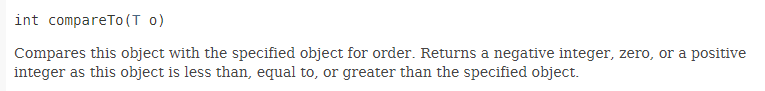 int compareTo(T o)
Compares this object with the specified object for order. Returns a negative integer, zero, or a positive
integer as this object is less than, equal to, or greater than the specified object.